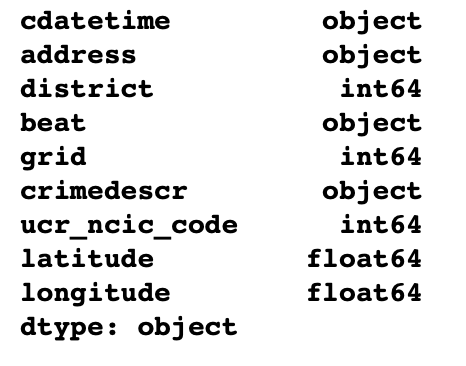 cdatetime object
address object
district int64
beat object
grid int64
crimedescr object
ucr_ncic_code int64
latitude float64
longitude float64
dtype: object